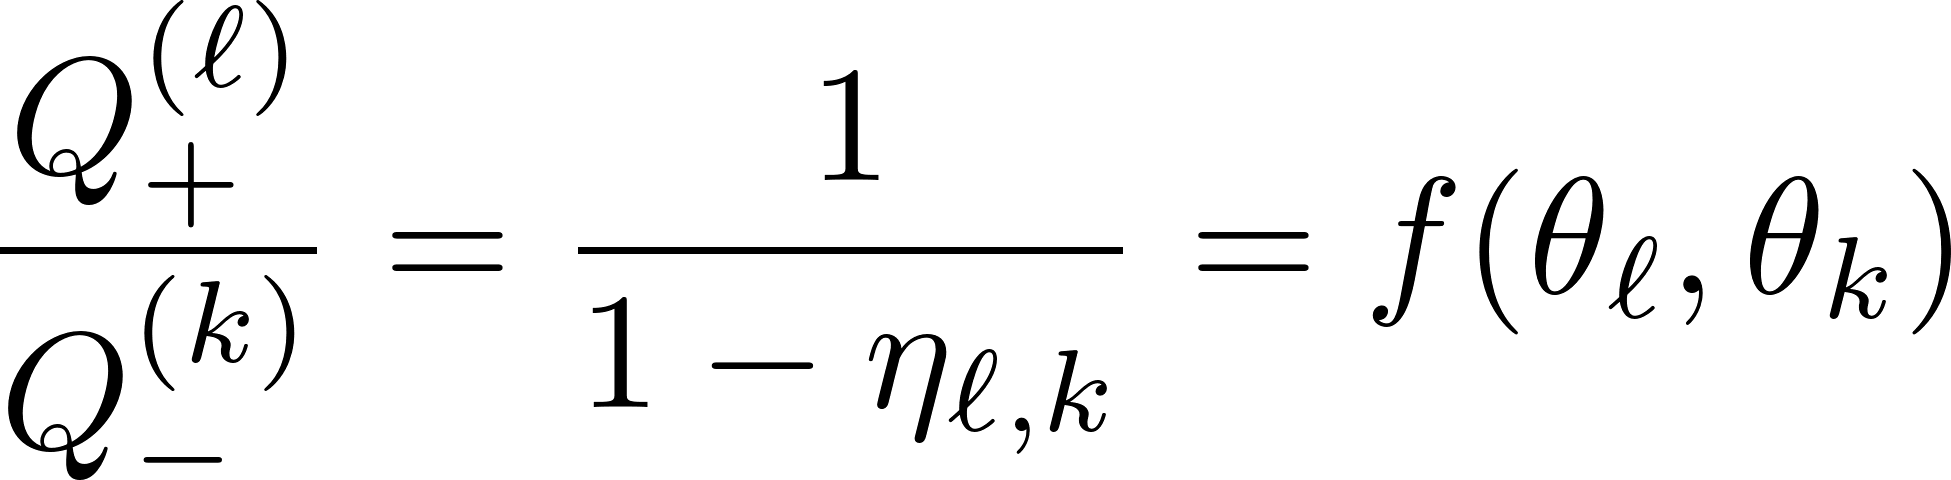 \frac{Q_+^{(\ell)}}{Q_-^{(k)}} = \frac{1}{1 - \eta_{\ell,k}} = f(\theta_\ell, \theta_k)